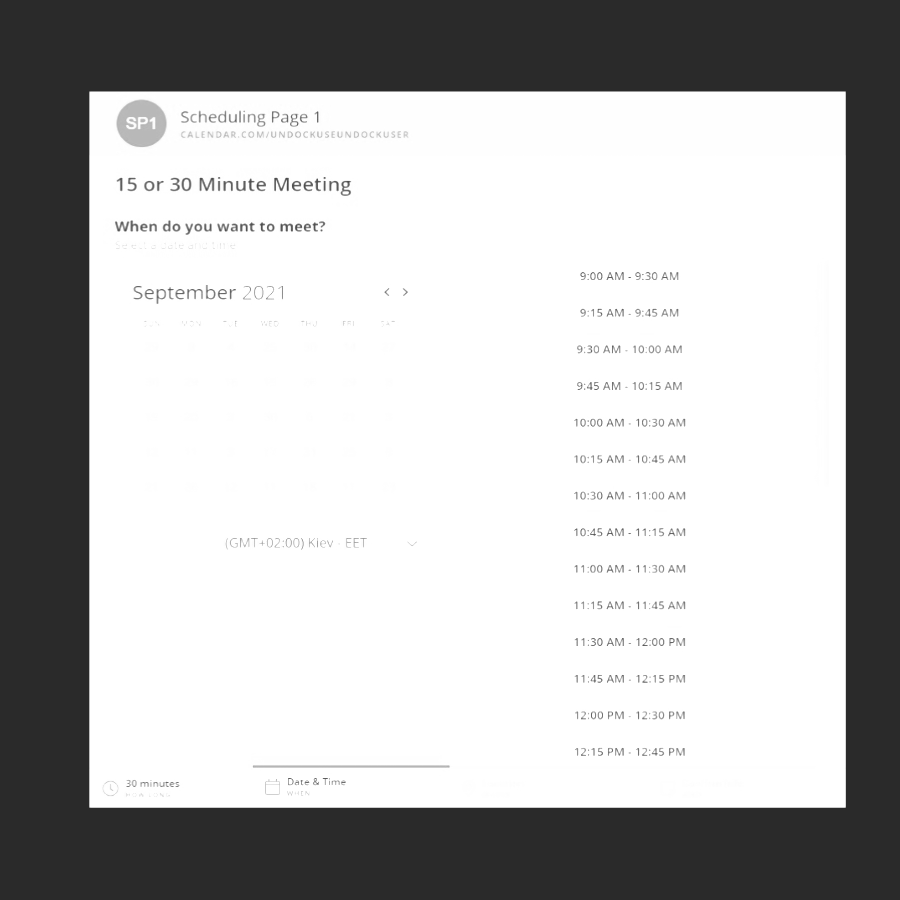 SP1
Scheduling Page 1
CALENDAR.COM/UNDOCKUSEUNDOCKUSER
15 or 30 Minute Meeting
When do you want to meet?
Select a date and time
September 2021
< >
SUN MON TUE WED THU FRI SAT
(GMT+02:00) Kiev - EET
9:00 AM - 9:30 AM
9:15 AM - 9:45 AM
9:30 AM - 10:00 AM
9:45 AM - 10:15 AM
10:00 AM - 10:30 AM
10:15 AM - 10:45 AM
10:30 AM - 11:00 AM
10:45 AM - 11:15 AM
11:00 AM - 11:30 AM
11:15 AM - 11:45 AM
11:30 AM - 12:00 PM
11:45 AM - 12:15 PM
12:00 PM - 12:30 PM
12:15 PM - 12:45 PM
30 minutes
HOW LONG
Date & Time
WHEN